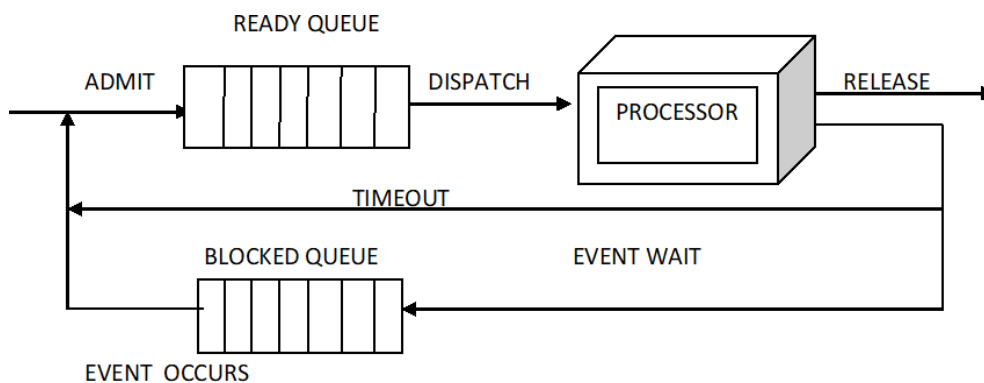 READY QUEUE
ADMIT
DISPATCH
RELEASE
PROCESSOR
TIMEOUT
BLOCKED QUEUE
EVENT WAIT
EVENT OCCURS